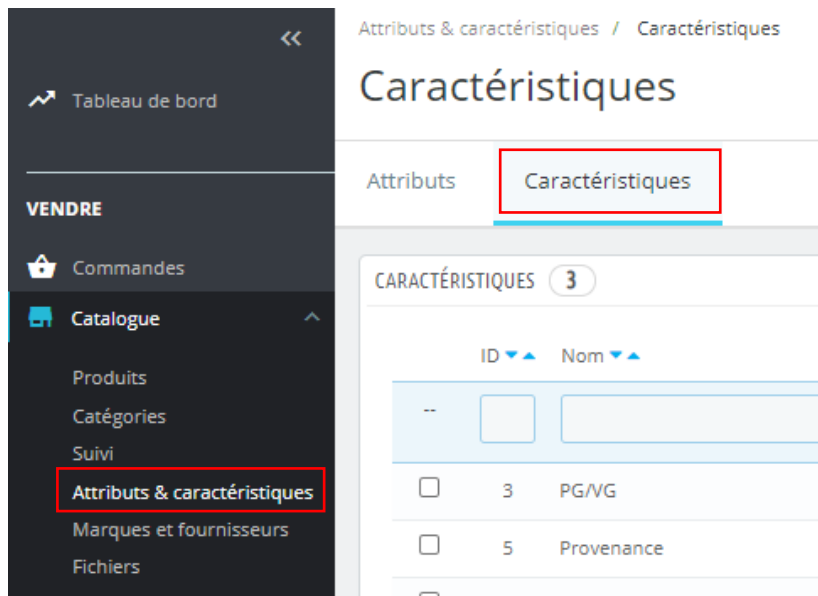 Tableau de bord
VENDRE
Commandes
Catalogue
Produits
Catégories
Suivi
Attributs & caractéristiques
Marques et fournisseurs
Fichiers
Attributs & caractéristiques / Caractéristiques
Caractéristiques
Attributs Caractéristiques
CARACTÉRISTIQUES 3
ID Nom
--
3 PG/VG
5 Provenance